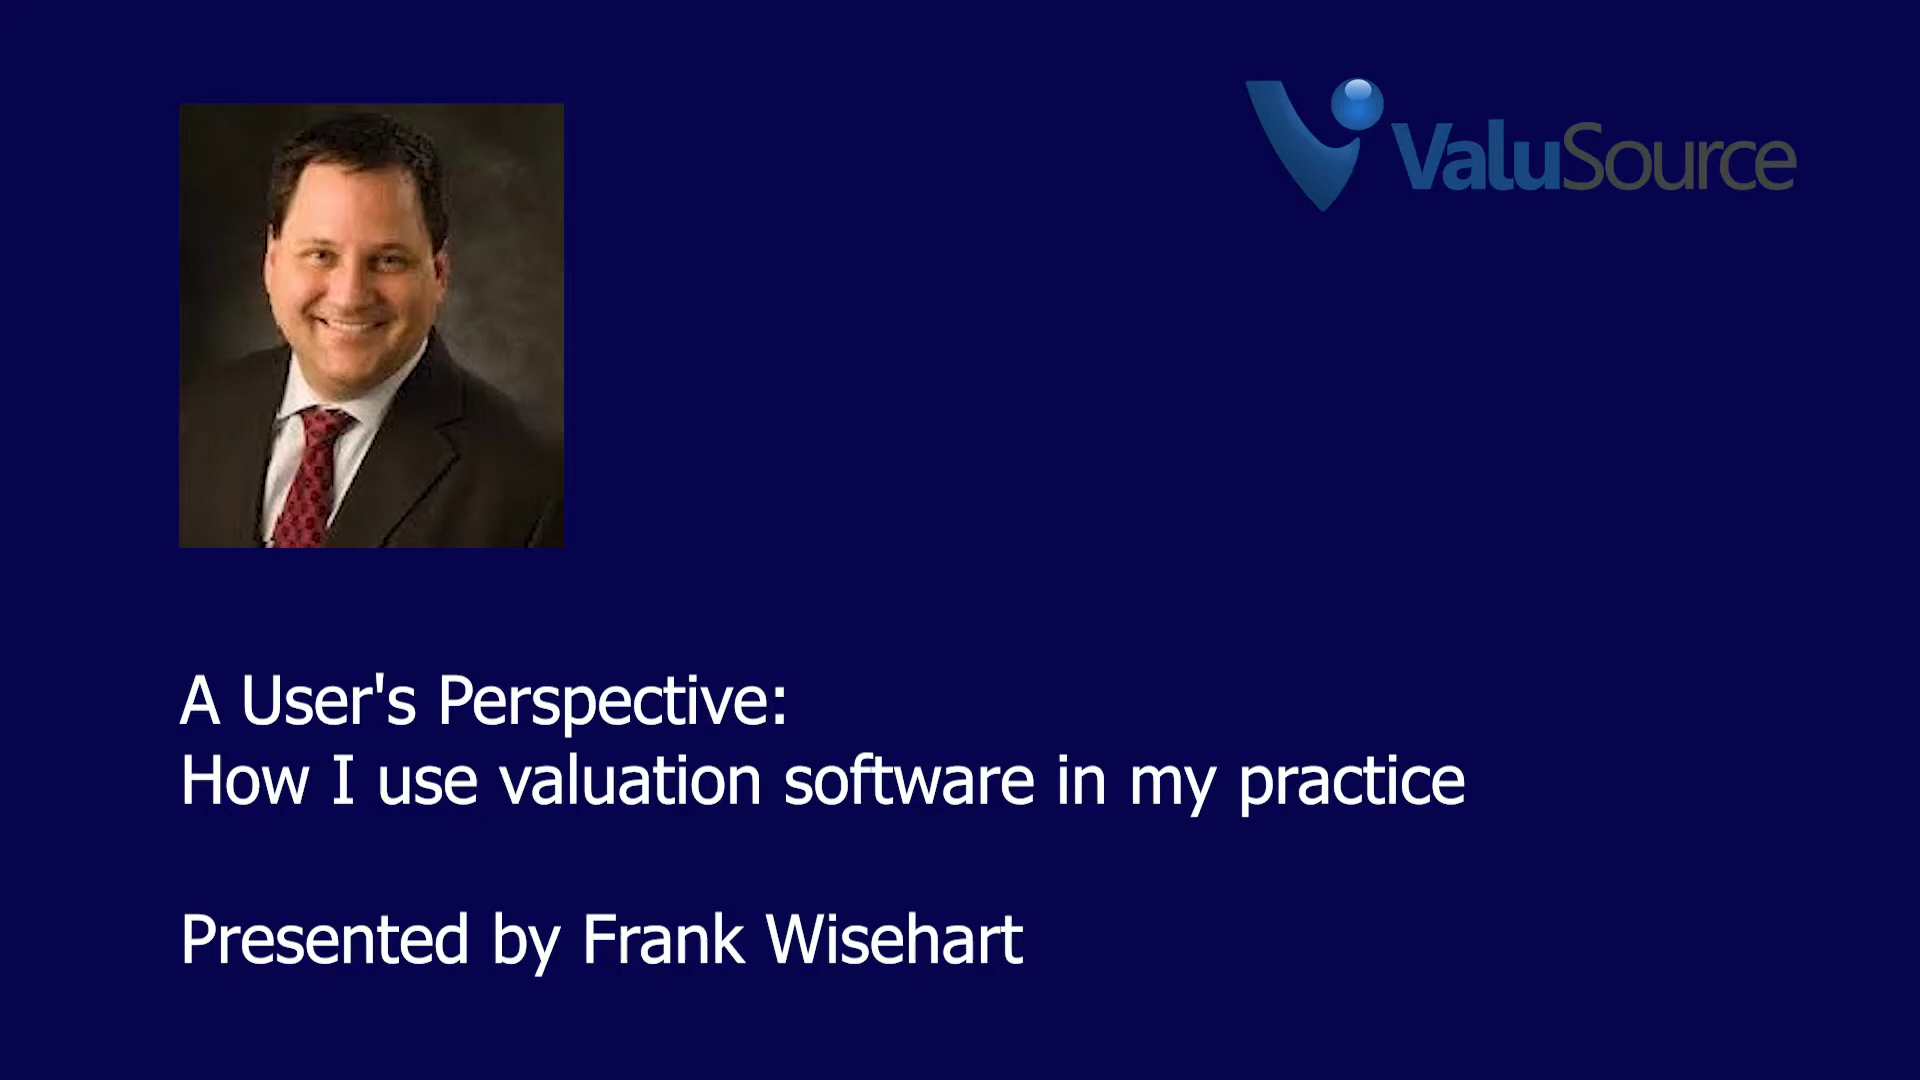 ValuSource
A User's Perspective:
How I use valuation software in my practice
Presented by Frank Wisehart